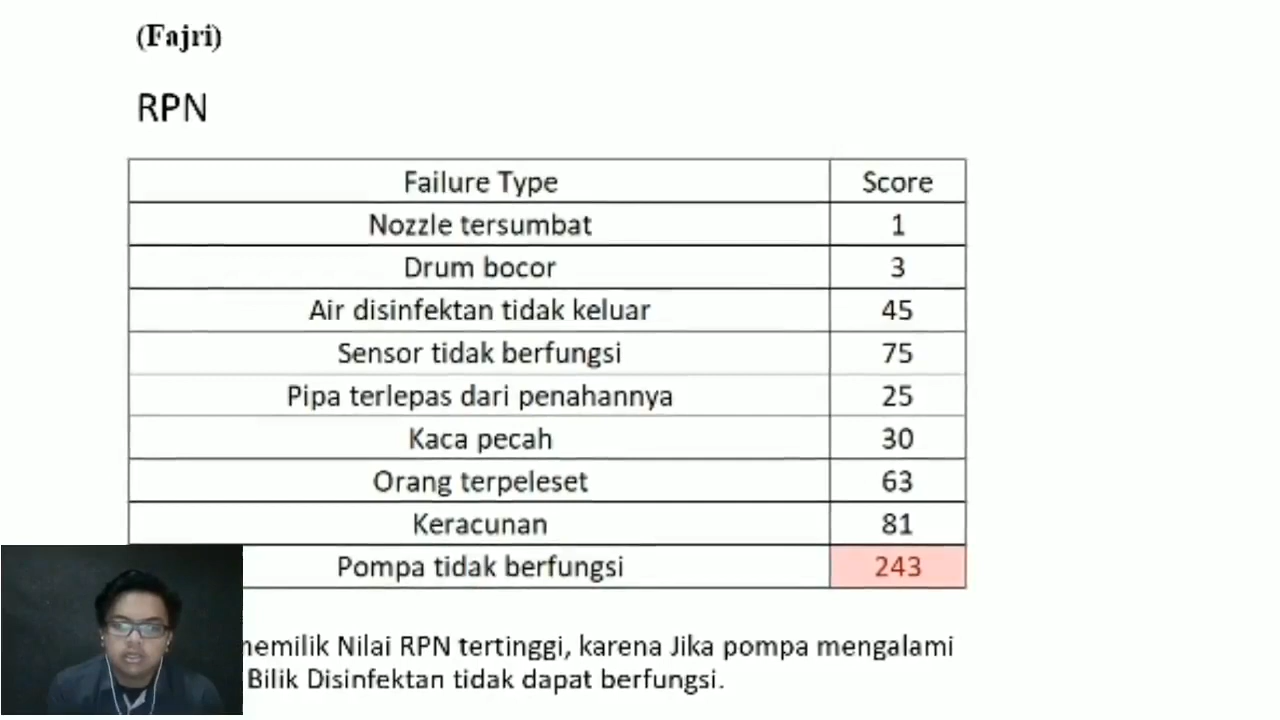 (Fajri)
RPN
Failure Type Score
Nozzle tersumbat 1
Drum bocor 3
Air disinfektan tidak keluar 45
Sensor tidak berfungsi 75
Pipa terlepas dari penahannya 25
Kaca pecah 30
Orang terpeleset 63
Keracunan 81
Pompa tidak berfungsi 243
Nilai RPN tertinggi, karena Jika pompa mengalami
Bilik Disinfektan tidak dapat berfungsi.